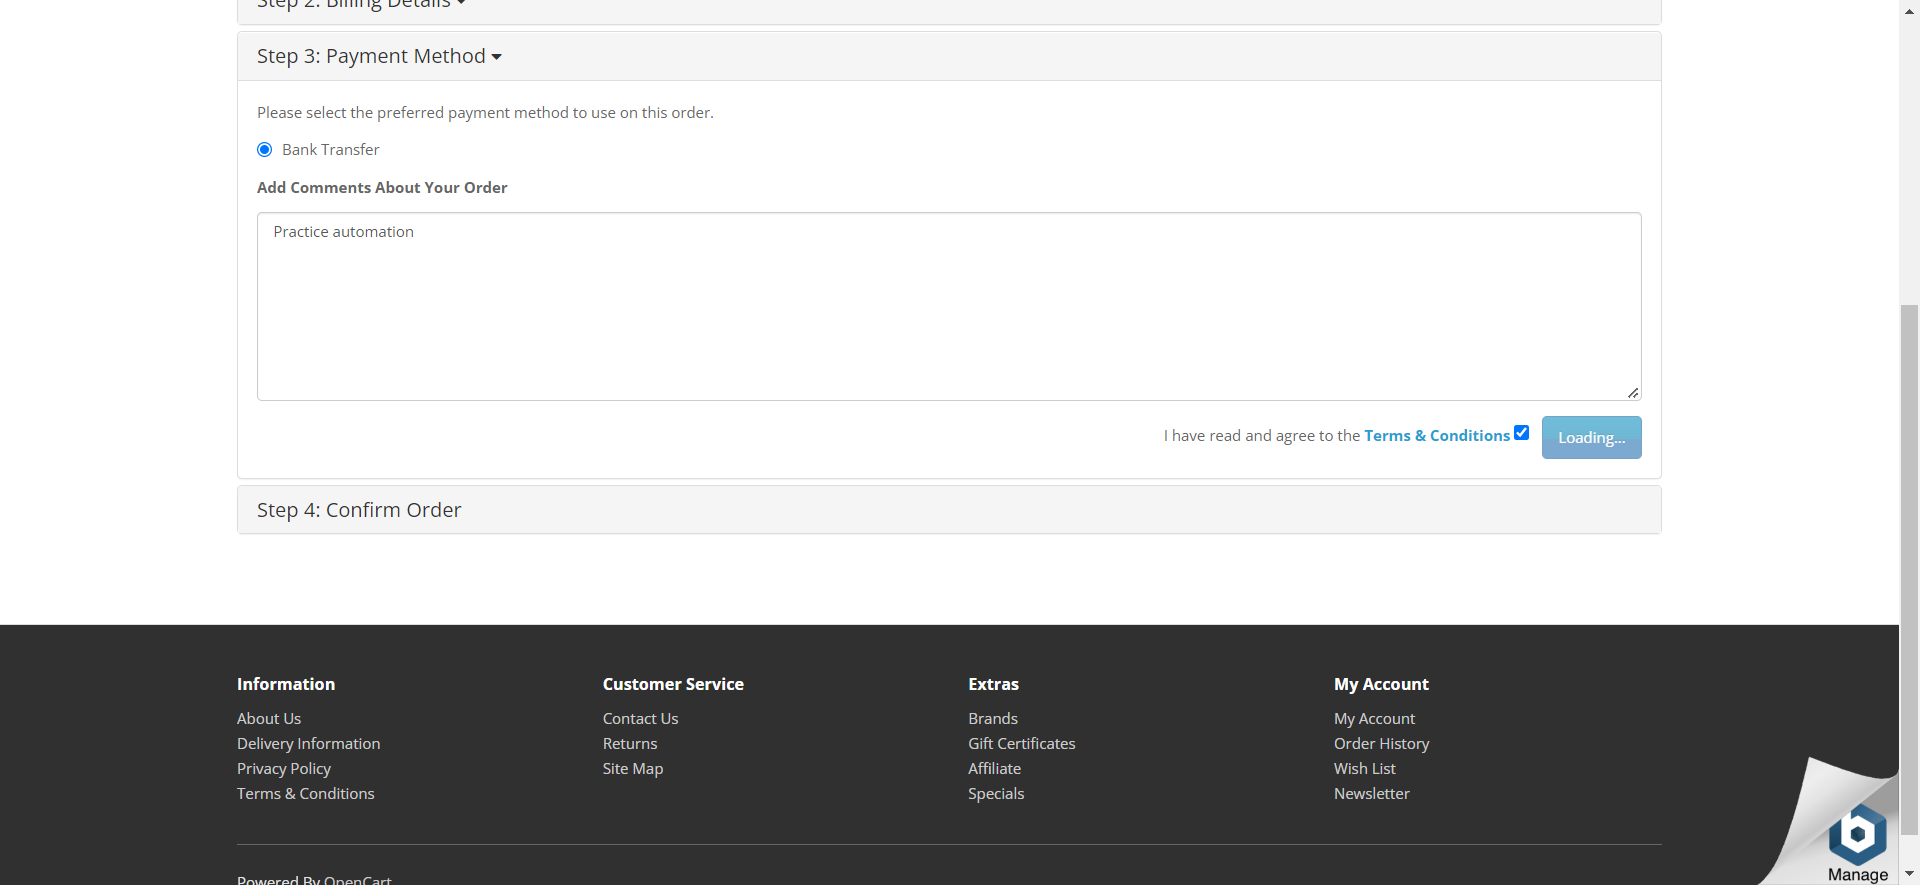 Step 2: Billing Details
Step 3: Payment Method
Please select the preferred payment method to use on this order.
Bank Transfer
Add Comments About Your Order
Practice automation
I have read and agree to the Terms & Conditions
Loading...
Step 4: Confirm Order
Information
About Us
Delivery Information
Privacy Policy
Terms & Conditions
Customer Service
Contact Us
Returns
Site Map
Extras
Brands
Gift Certificates
Affiliate
Specials
My Account
My Account
Order History
Wish List
Newsletter
b
Manage
Powered By OpenCart